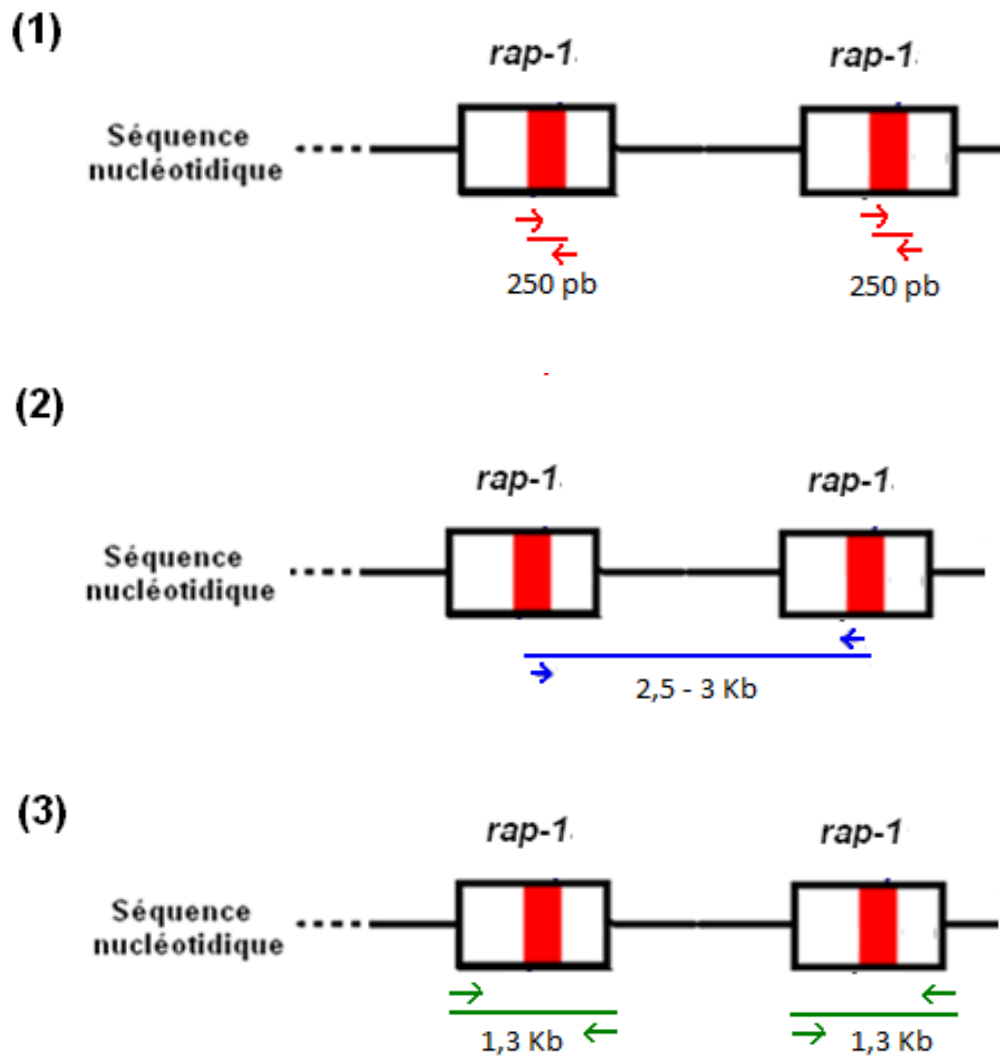 (1)
rap-1 rap-1
Séquence
nucléotidique
250 pb 250 pb
(2)
rap-1 rap-1
Séquence
nucléotidique
2,5 - 3 Kb
(3)
rap-1 rap-1
Séquence
nucléotidique
1,3 Kb 1,3 Kb